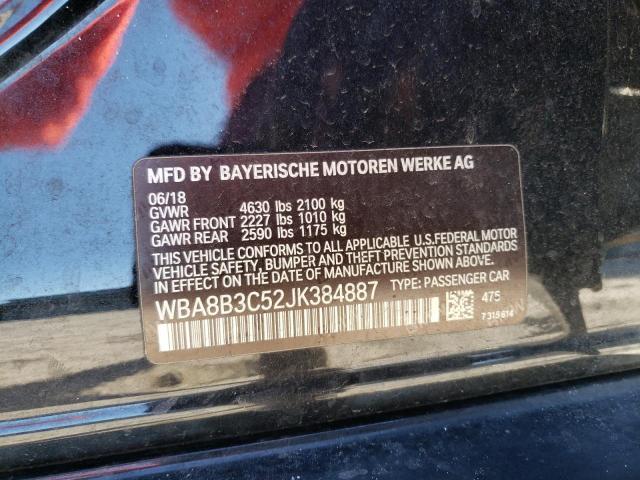 MFD BY BAYERISCHE MOTOREN WERKE AG
06/18
GVWR 4630 lbs 2100 kg
GAWR FRONT 2227 lbs 1010 kg
GAWR REAR 2590 lbs 1175 kg
THIS VEHICLE CONFORMS TO ALL APPLICABLE U.S.FEDERAL MOTOR
VEHICLE SAFETY, BUMPER AND THEFT PREVENTION STANDARDS
IN EFFECT ON THE DATE OF MANUFACTURE SHOWN ABOVE.
WBA8B3C52JK384887 TYPE: PASSENGER CAR
475
7315614